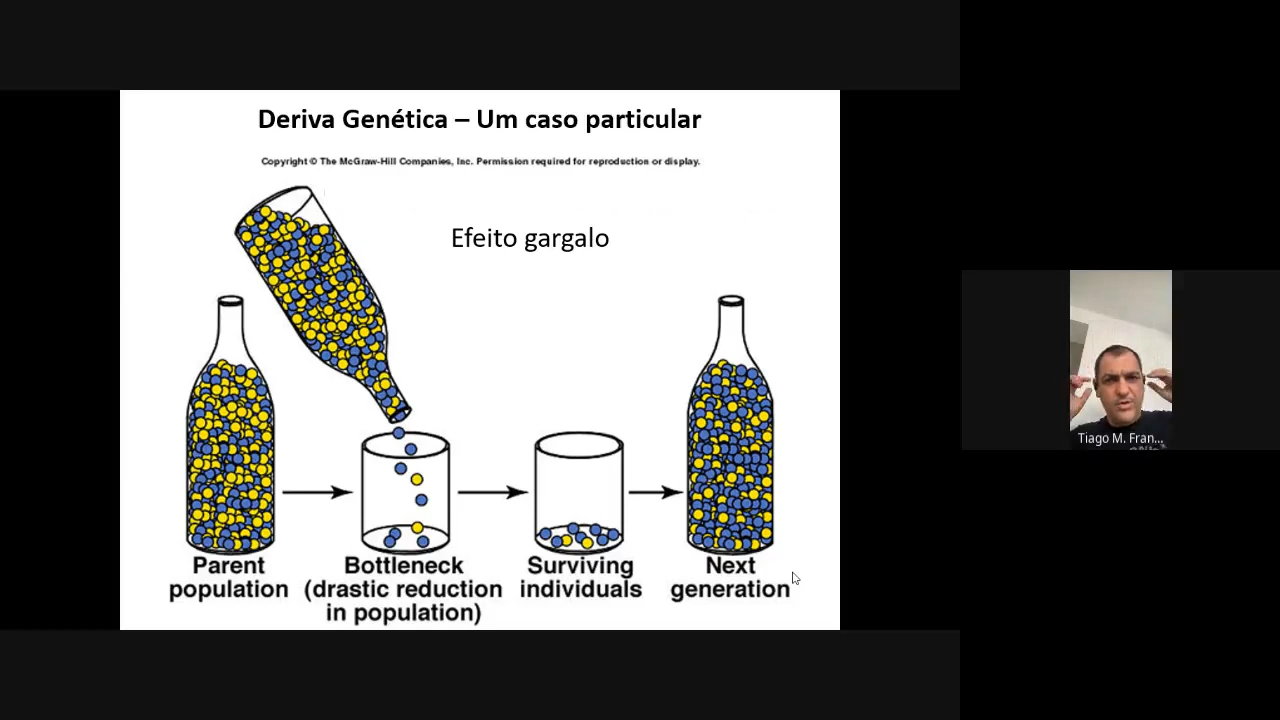 Deriva Genética – Um caso particular
Copyright © The McGraw-Hill Companies, Inc. Permission required for reproduction or display.
Efeito gargalo
Parent
population
Bottleneck
(drastic reduction
in population)
Surviving
individuals
Next
generation
Tiago M. Fran...